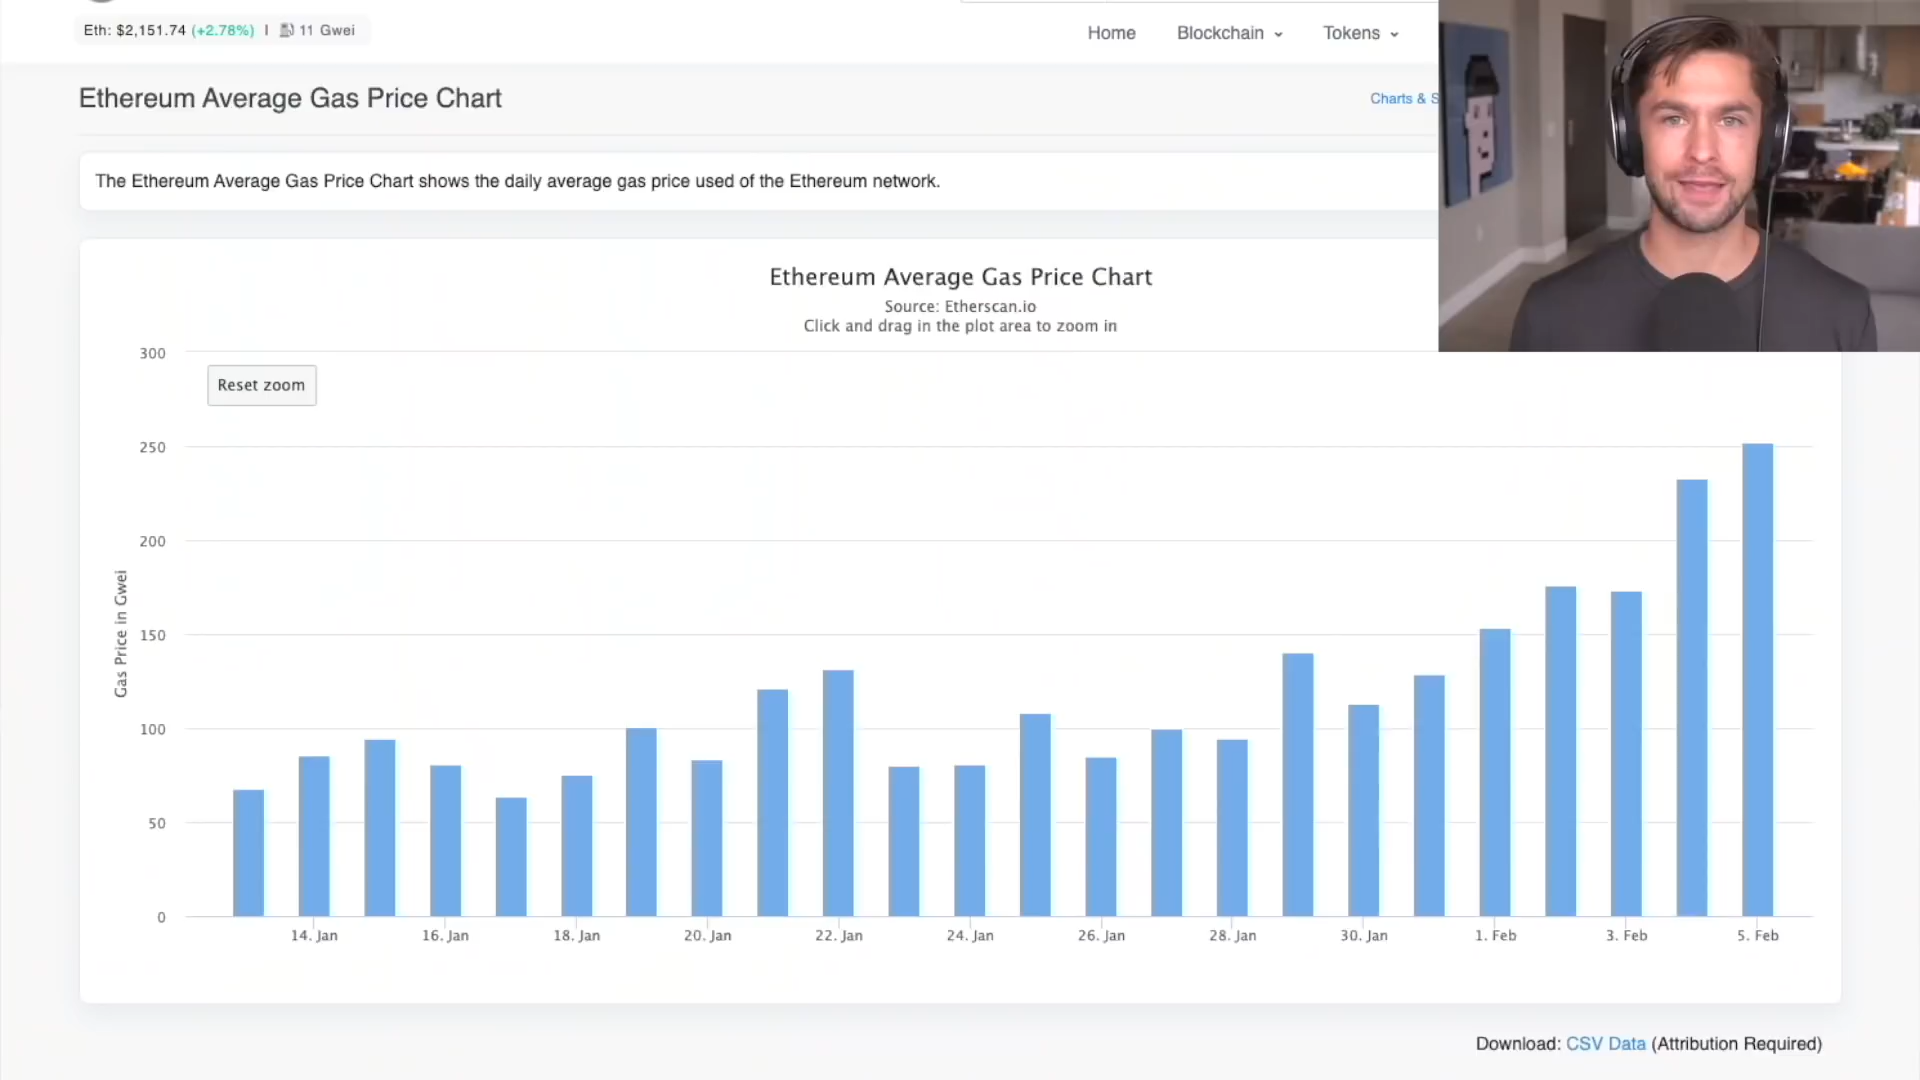 Eth: $2,151.74 (+2.78%) | 11 Gwei
Home Blockchain Tokens
Ethereum Average Gas Price Chart
Charts & S
The Ethereum Average Gas Price Chart shows the daily average gas price used of the Ethereum network.
Ethereum Average Gas Price Chart
Source: Etherscan.io
Click and drag in the plot area to zoom in
Reset zoom
Gas Price in Gwei
300
250
200
150
100
50
0
14. Jan 16. Jan 18. Jan 20. Jan 22. Jan 24. Jan 26. Jan 28. Jan 30. Jan 1. Feb 3. Feb 5. Feb
Download: CSV Data (Attribution Required)